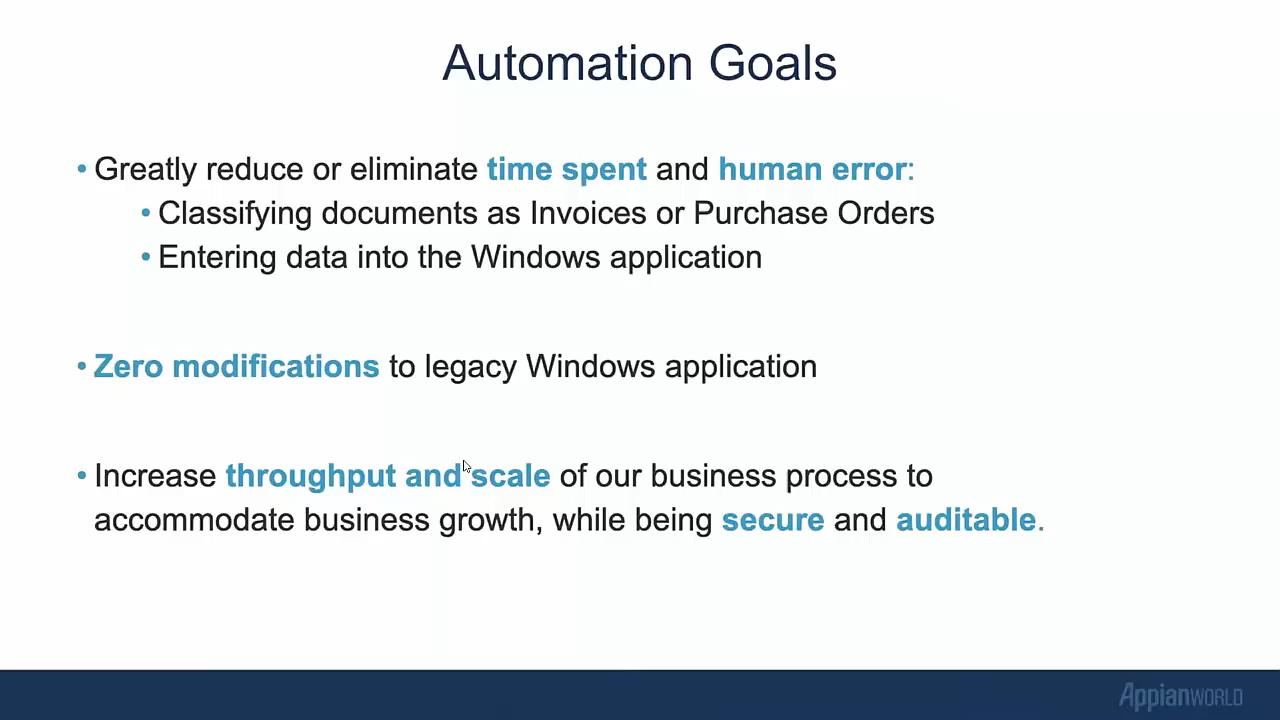 Automation Goals
• Greatly reduce or eliminate time spent and human error:
• Classifying documents as Invoices or Purchase Orders
• Entering data into the Windows application
• Zero modifications to legacy Windows application
• Increase throughput and scale of our business process to
accommodate business growth, while being secure and auditable.
AppianWORLD